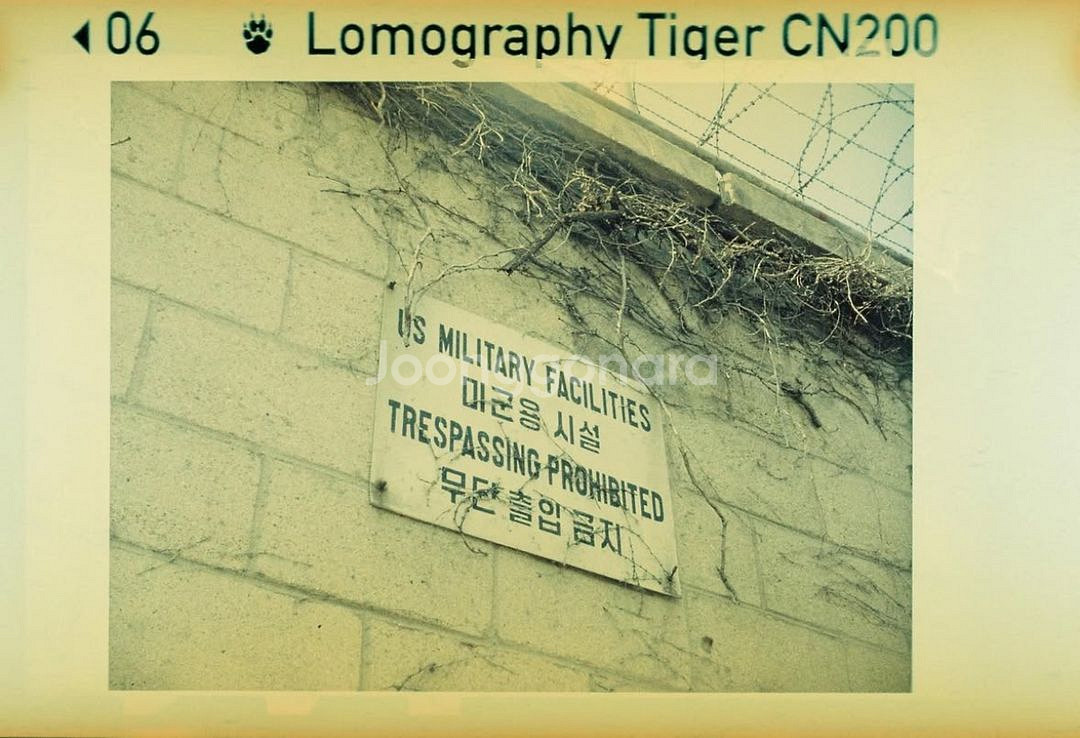 ◀06 Lomography Tiger CN200
US MILITARY FACILITIES
미군용 시설
TRESPASSING PROHIBITED
무단 출입 금지
Joonggonara